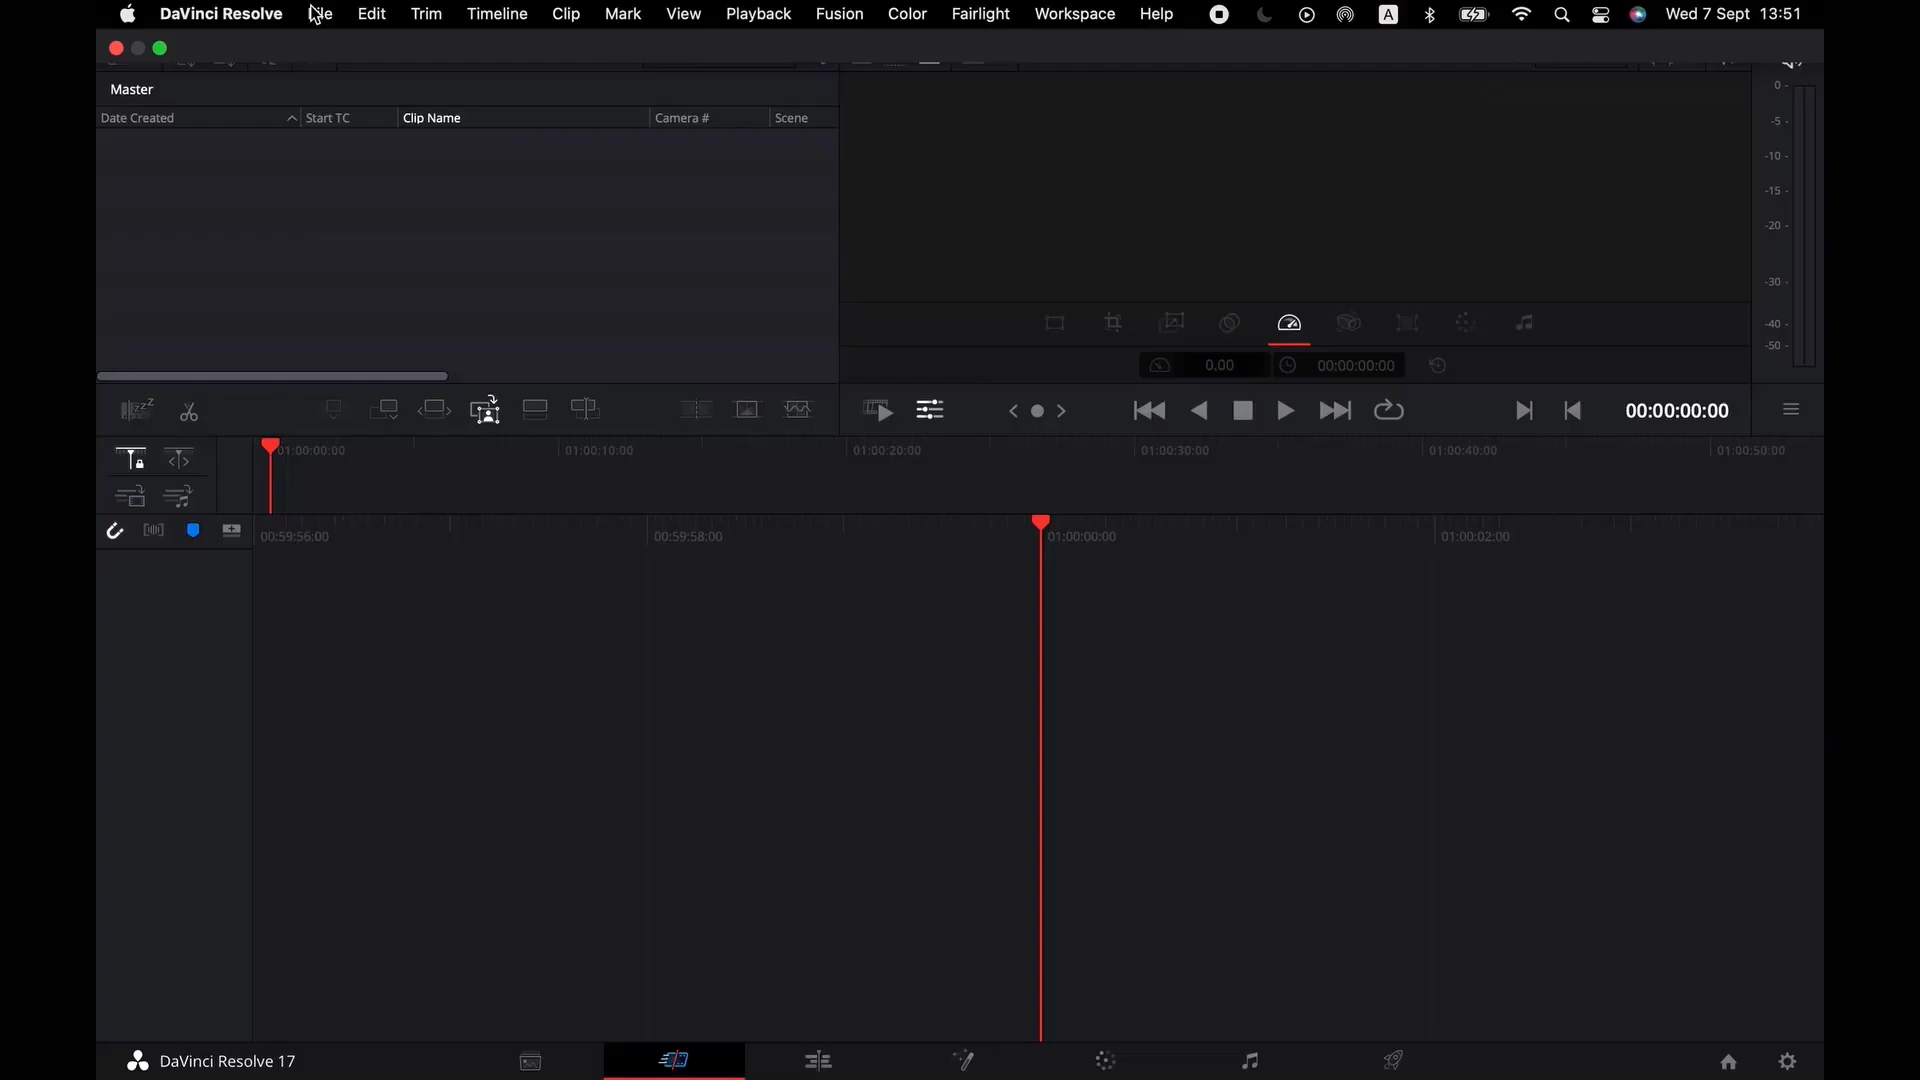 DaVinci Resolve File Edit Trim Timeline Clip Mark View Playback Fusion Color Fairlight Workspace Help A Wed 7 Sept 13:51
Master
Date Created Start TC Clip Name Camera # Scene
0
-5
-10
-15
-20
-30
-40
-50
0.00 00:00:00:00
zzZ
00:00:00:00
01:00:00:00 01:00:10:00 01:00:20:00 01:00:30:00 01:00:40:00 01:00:50:00
00:59:56:00 00:59:58:00 01:00:00:00 01:00:02:00
DaVinci Resolve 17